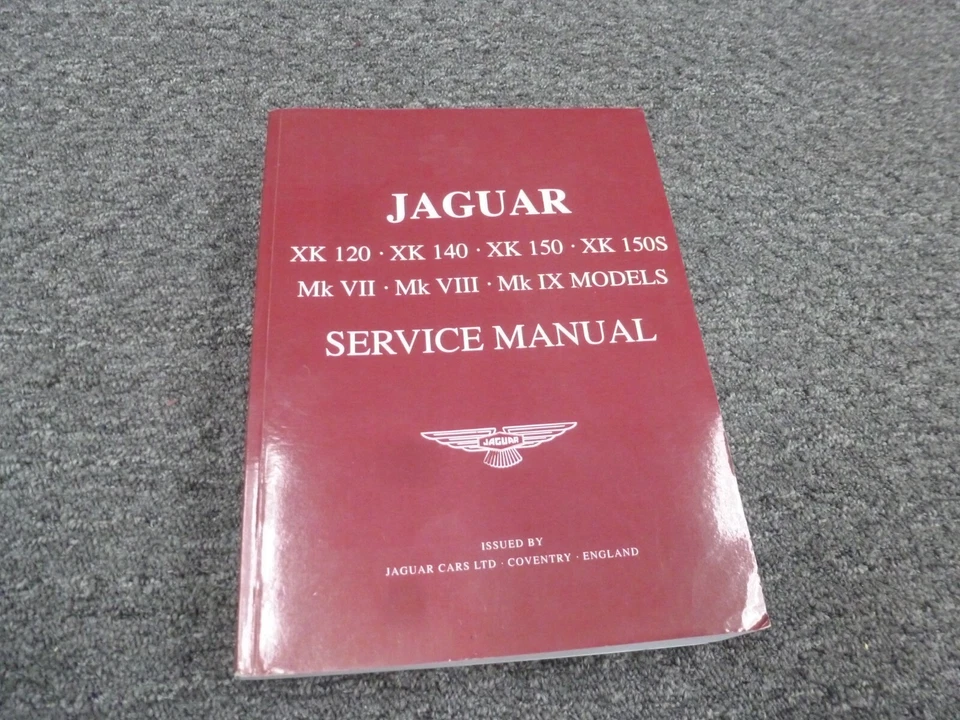 JAGUAR
XK 120 · XK 140 · XK 150 · XK 150S
Mk VII · Mk VIII · Mk IX MODELS
SERVICE MANUAL
JAGUAR
ISSUED BY
JAGUAR CARS LTD · COVENTRY · ENGLAND